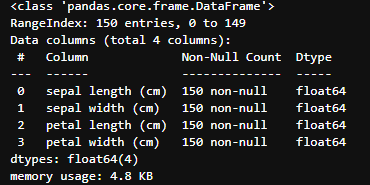 <class 'pandas.core.frame.DataFrame'>
RangeIndex: 150 entries, 0 to 149
Data columns (total 4 columns):
 #   Column             Non-Null Count  Dtype
---  ------             --------------  -----
 0   sepal length (cm)  150 non-null    float64
 1   sepal width (cm)   150 non-null    float64
 2   petal length (cm)  150 non-null    float64
 3   petal width (cm)   150 non-null    float64
dtypes: float64(4)
memory usage: 4.8 KB